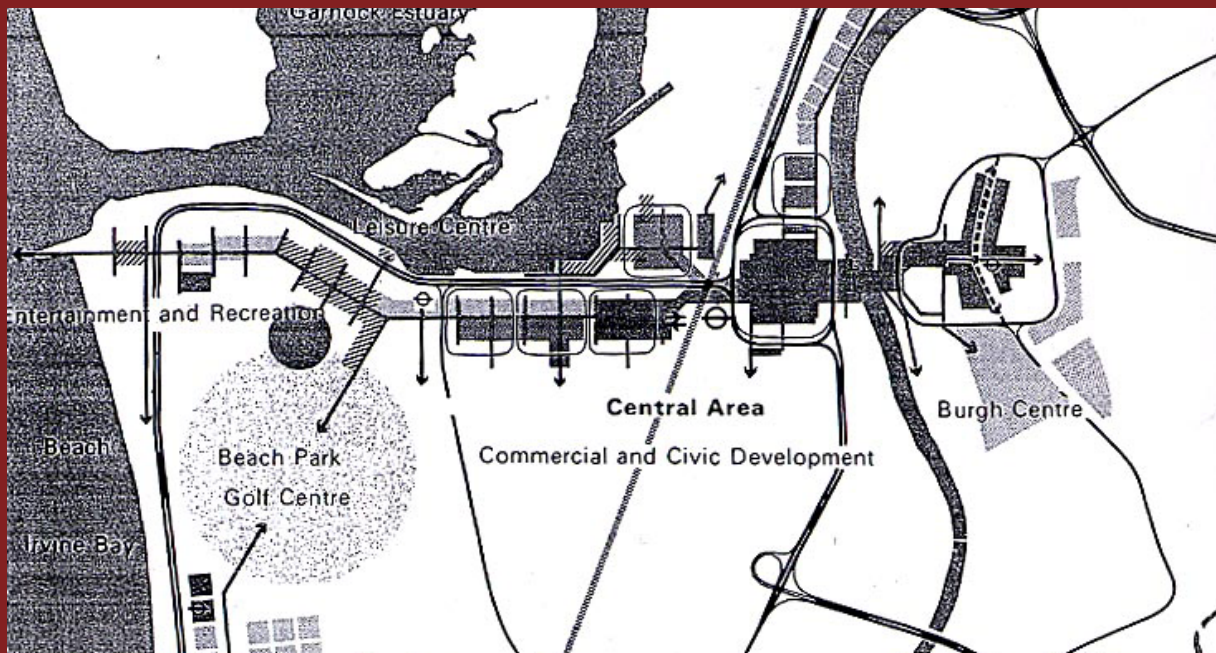 Garnock Estuary
Leisure Centre
Entertainment and Recreation
Central Area
Burgh Centre
Beach
Beach Park
Commercial and Civic Development
Golf Centre
Irvine Bay